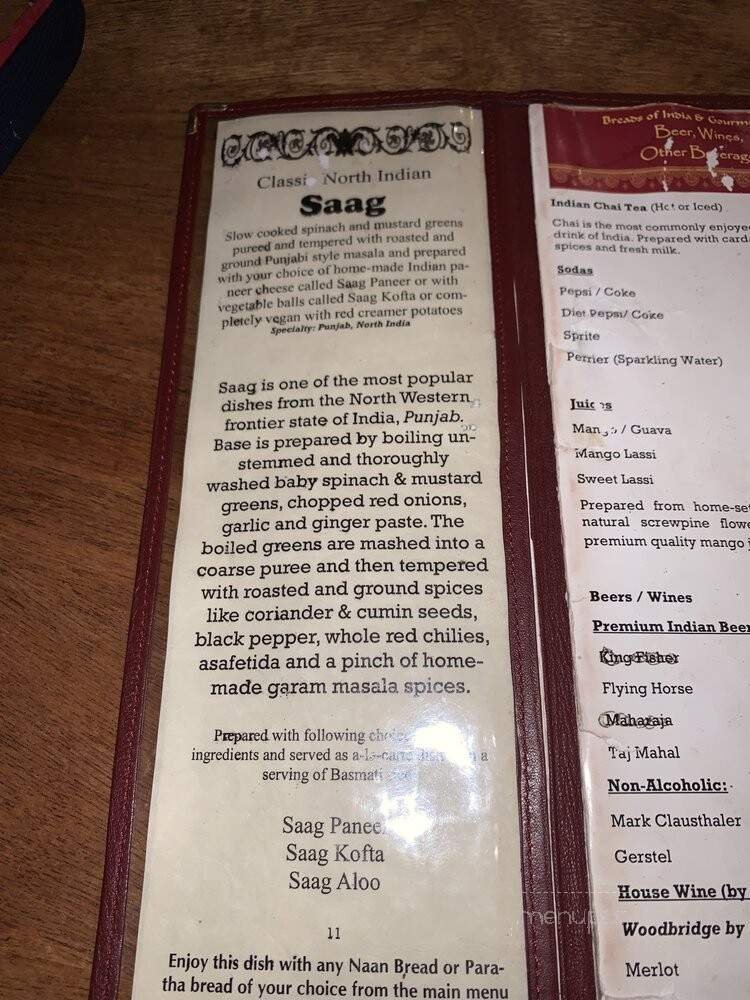 Classi North Indian
Saag
Slow cooked spinach and mustard greens
pureed and tempered with roasted and
ground Punjabi style masala and prepared
with your choice of home-made Indian pa-
neer cheese called Saag Paneer or with
vegetable balls called Saag Kofta or com-
pletely vegan with red creamer potatoes
Specialty: Punjab, North India
Saag is one of the most popular
dishes from the North Western
frontier state of India, Punjab.
Base is prepared by boiling un-
stemmed and thoroughly
washed baby spinach & mustard
greens, chopped red onions,
garlic and ginger paste. The
boiled greens are mashed into a
coarse puree and then tempered
with roasted and ground spices
like coriander & cumin seeds,
black pepper, whole red chilies,
asafetida and a pinch of home-
made garam masala spices.
Prepared with following
ingredients and served as a-la-carte a
serving of Basmati
Saag Paneer
Saag Kofta
Saag Aloo
11
Enjoy this dish with any Naan Bread or Para-
tha bread of your choice from the main menu
Breads of India & Gourm
Beer, Wines,
Other Beverag
Indian Chai Tea (Hot or Iced)
Chai is the most commonly enjoye
drink of India. Prepared with card
spices and fresh milk.
Sodas
Pepsi / Coke
Diet Pepsi/ Coke
Sprite
Perrier (Sparkling Water)
Juices
Mango / Guava
Mango Lassi
Sweet Lassi
Prepared from home-set
natural screwpine flowe
premium quality mango j
Beers / Wines
Premium Indian Beer
King Fisher
Flying Horse
Maharaja
Taj Mahal
Non-Alcoholic:
Mark Clausthaler
Gerstel
House Wine (by
Woodbridge by
Merlot
menup